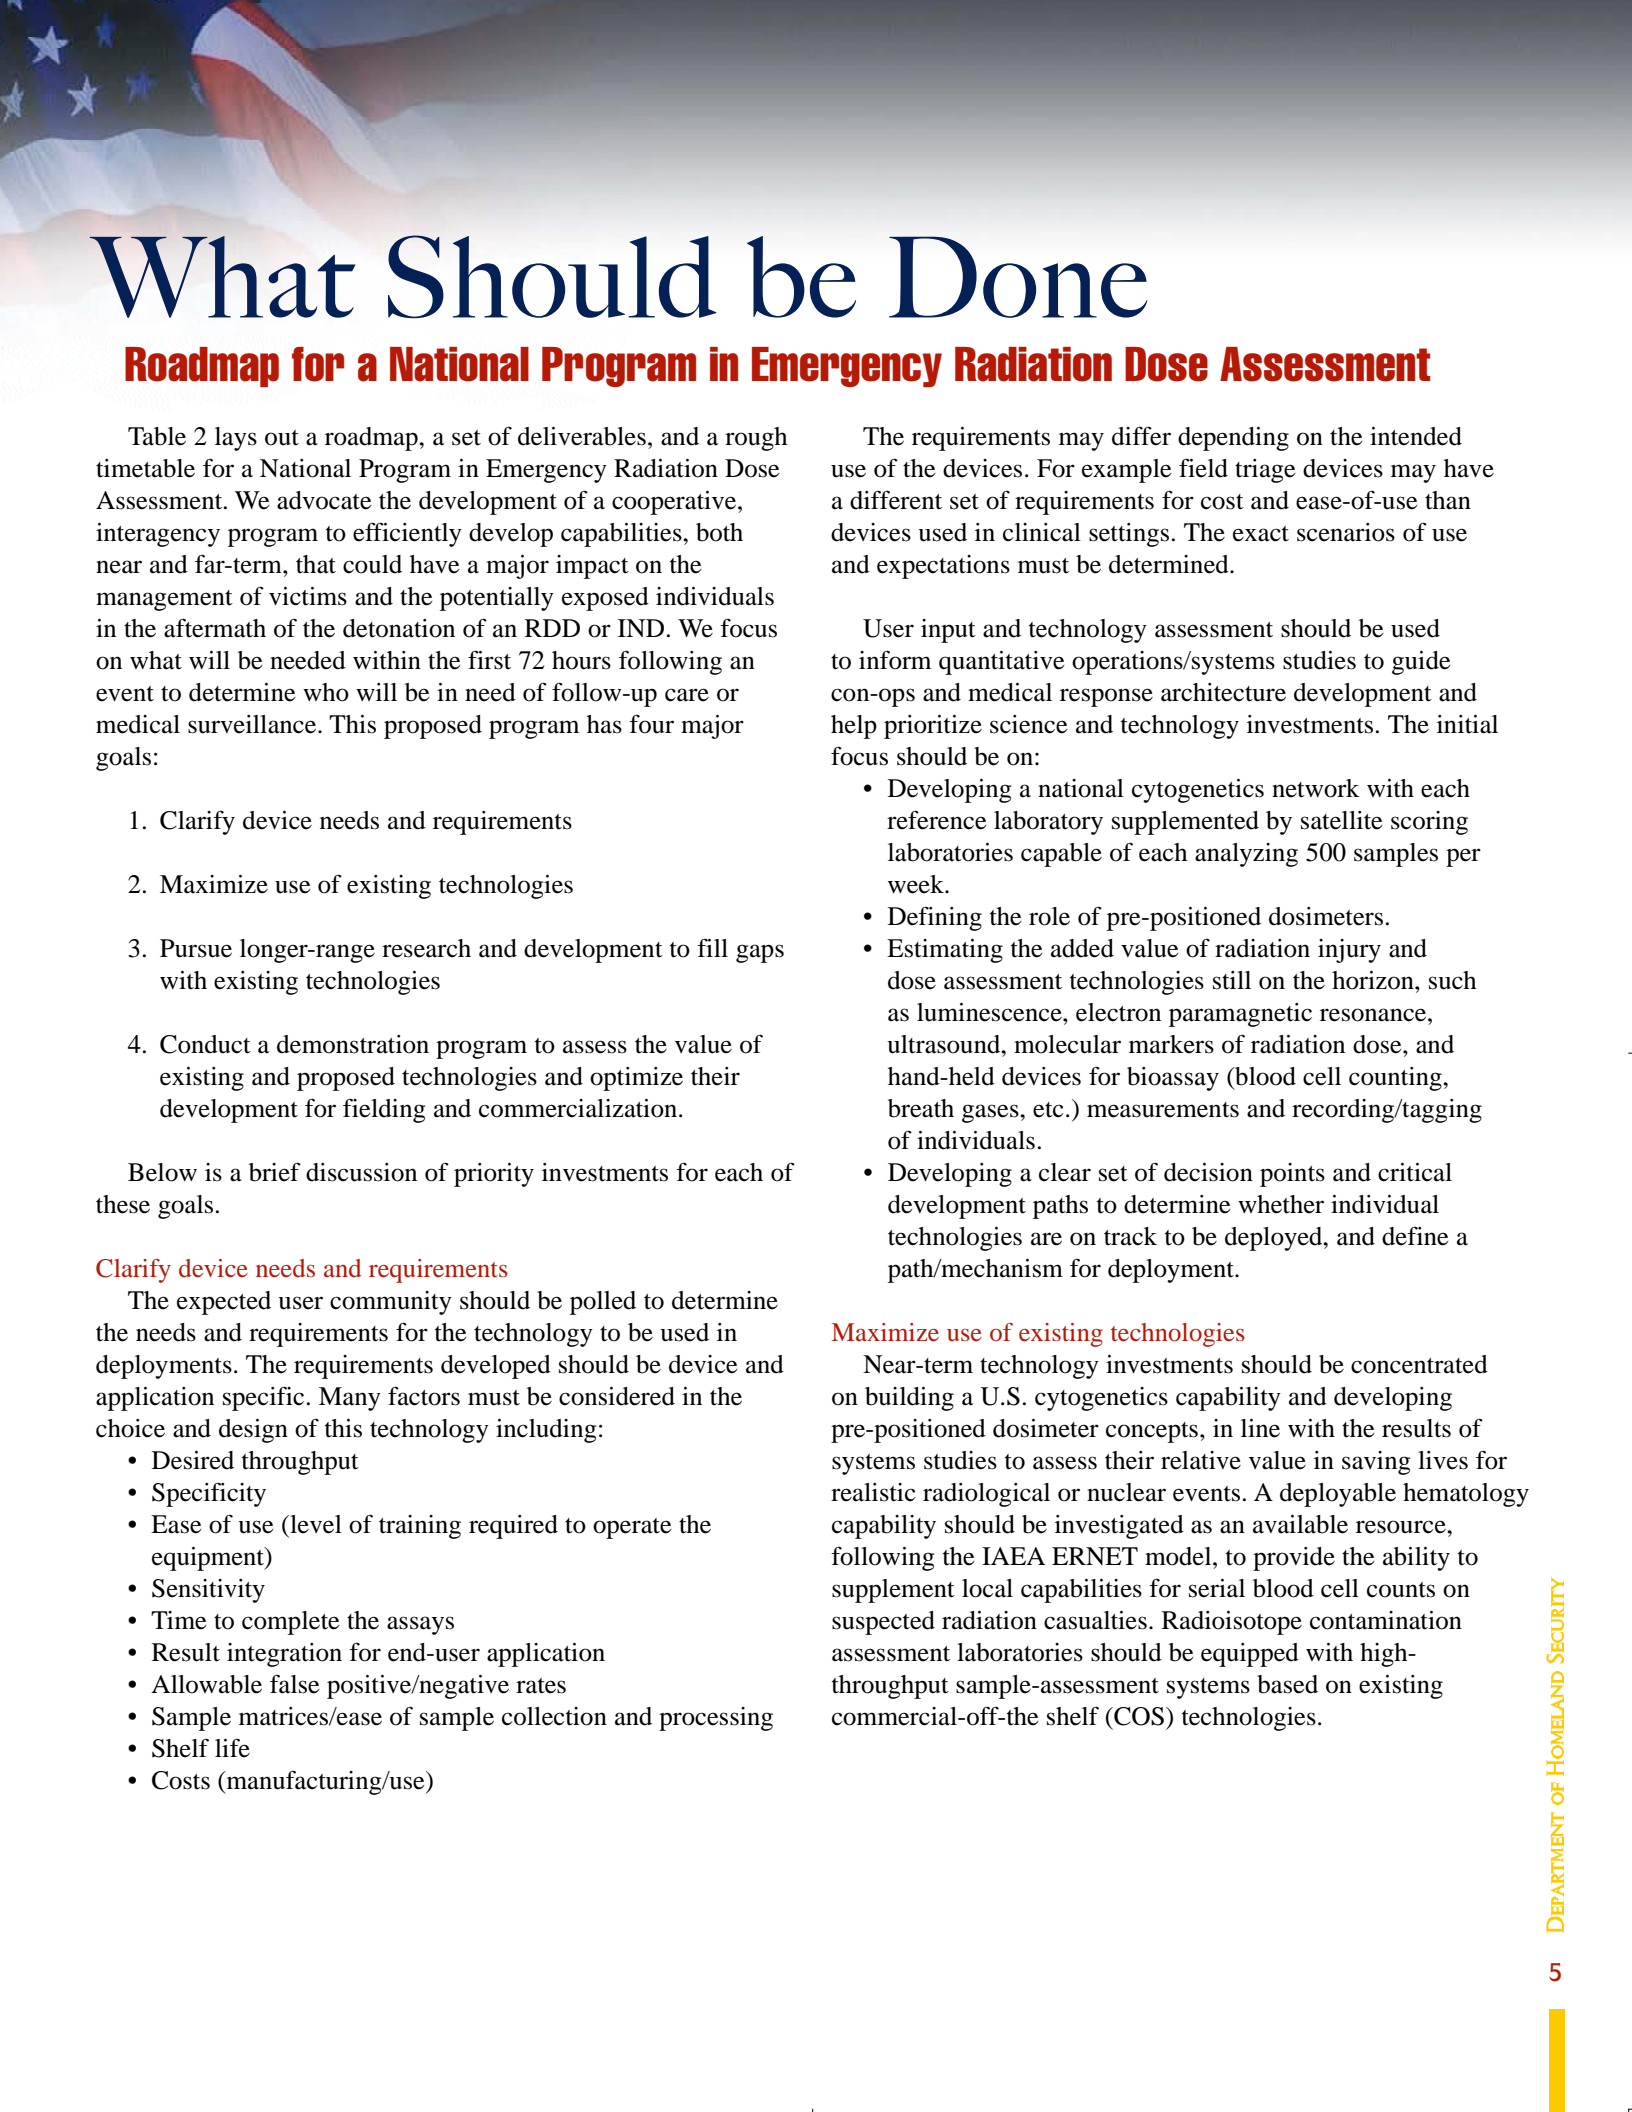 What Should be Done
Roadmap for a National Program in Emergency Radiation Dose Assessment
Table 2 lays out a roadmap, a set of deliverables, and a rough
timetable for a National Program in Emergency Radiation Dose
Assessment. We advocate the development of a cooperative,
interagency program to efficiently develop capabilities, both
near and far-term, that could have a major impact on the
management of victims and the potentially exposed individuals
in the aftermath of the detonation of an RDD or IND. We focus
on what will be needed within the first 72 hours following an
event to determine who will be in need of follow-up care or
medical surveillance. This proposed program has four major
goals:
1. Clarify device needs and requirements
2. Maximize use of existing technologies
3. Pursue longer-range research and development to fill gaps
with existing technologies
4. Conduct a demonstration program to assess the value of
existing and proposed technologies and optimize their
development for fielding and commercialization.
Below is a brief discussion of priority investments for each of
these goals.
Clarify device needs and requirements
The expected user community should be polled to determine
the needs and requirements for the technology to be used in
deployments. The requirements developed should be device and
application specific. Many factors must be considered in the
choice and design of this technology including:
• Desired throughput
• Specificity
• Ease of use (level of training required to operate the
equipment)
• Sensitivity
• Time to complete the assays
• Result integration for end-user application
• Allowable false positive/negative rates
• Sample matrices/ease of sample collection and processing
• Shelf life
• Costs (manufacturing/use)
The requirements may differ depending on the intended
use of the devices. For example field triage devices may have
a different set of requirements for cost and ease-of-use than
devices used in clinical settings. The exact scenarios of use
and expectations must be determined.
User input and technology assessment should be used
to inform quantitative operations/systems studies to guide
con-ops and medical response architecture development and
help prioritize science and technology investments. The initial
focus should be on:
• Developing a national cytogenetics network with each
reference laboratory supplemented by satellite scoring
laboratories capable of each analyzing 500 samples per
week.
• Defining the role of pre-positioned dosimeters.
• Estimating the added value of radiation injury and
dose assessment technologies still on the horizon, such
as luminescence, electron paramagnetic resonance,
ultrasound, molecular markers of radiation dose, and
hand-held devices for bioassay (blood cell counting,
breath gases, etc.) measurements and recording/tagging
of individuals.
• Developing a clear set of decision points and critical
development paths to determine whether individual
technologies are on track to be deployed, and define a
path/mechanism for deployment.
Maximize use of existing technologies
Near-term technology investments should be concentrated
on building a U.S. cytogenetics capability and developing
pre-positioned dosimeter concepts, in line with the results of
systems studies to assess their relative value in saving lives for
realistic radiological or nuclear events. A deployable hematology
capability should be investigated as an available resource,
following the IAEA ERNET model, to provide the ability to
supplement local capabilities for serial blood cell counts on
suspected radiation casualties. Radioisotope contamination
assessment laboratories should be equipped with high-
throughput sample-assessment systems based on existing
commercial-off-the shelf (COS) technologies.
DEPARTMENT OF HOMELAND SECURITY
5